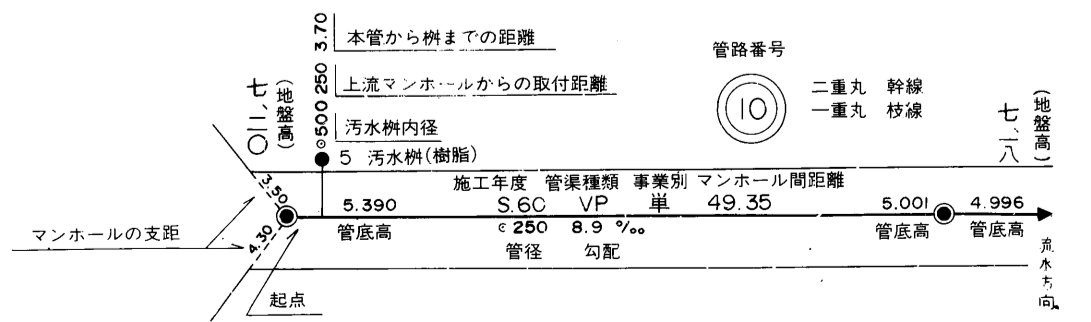 3.70
本管から桝までの距離
250
上流マンホールからの取付距離
500
汚水桝内径
5 汚水桝(樹脂)
(地盤高)
七、二〇
管路番号
10
二重丸 幹線
一重丸 枝線
(地盤高)
七、一八
施工年度 管渠種類 事業別 マンホール間距離
S.60 VP 単 49.35
3.50
4.30
マンホールの支距
起点
5.390
管底高
250 8.9 ‰
管径 勾配
5.001
管底高
4.996
管底高
流水方向